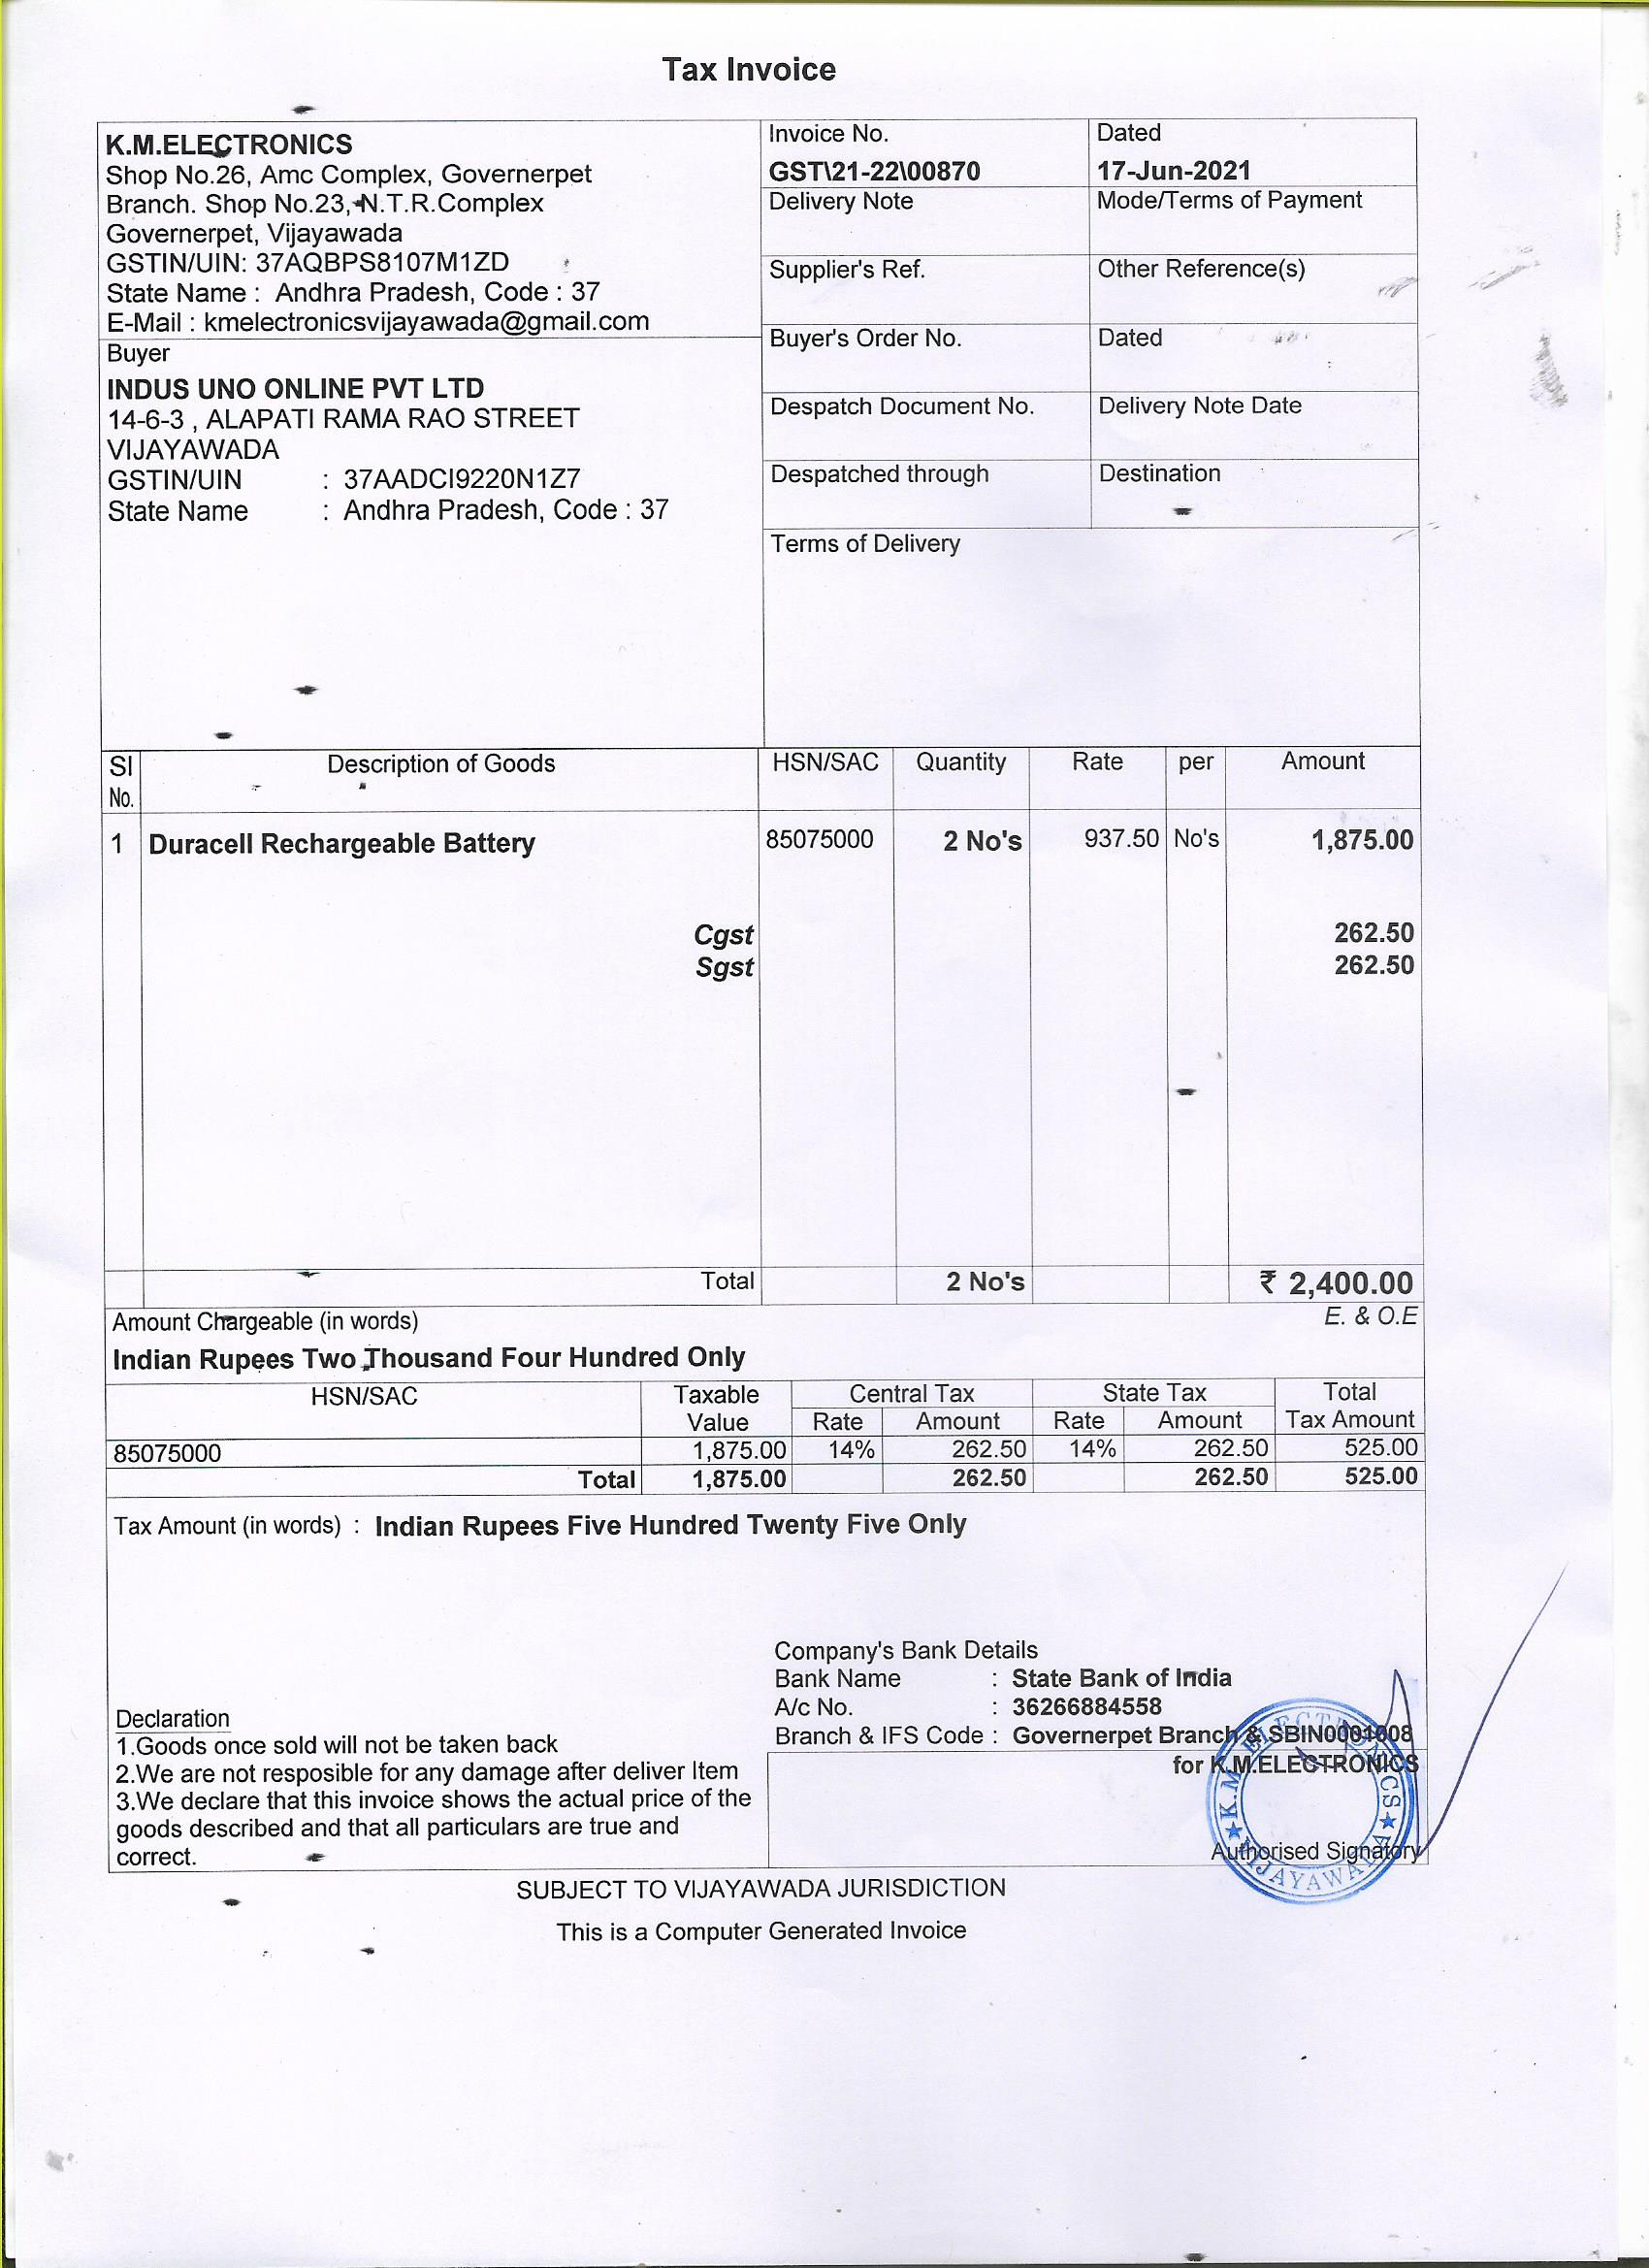 Tax Invoice
K.M.ELECTRONICS
Shop No.26, Amc Complex, Governerpet
Branch. Shop No.23, N.T.R.Complex
Governerpet, Vijayawada
GSTIN/UIN: 37AQBPS8107M1ZD
State Name : Andhra Pradesh, Code : 37
E-Mail : kmelectronicsvijayawada@gmail.com
Invoice No.
GST\21-22\00870
Dated
17-Jun-2021
Delivery Note
Mode/Terms of Payment
Supplier's Ref.
Other Reference(s)
Buyer
INDUS UNO ONLINE PVT LTD
14-6-3 , ALAPATI RAMA RAO STREET
VIJAYAWADA
GSTIN/UIN : 37AADCI9220N1Z7
State Name : Andhra Pradesh, Code : 37
Buyer's Order No.
Dated
Despatch Document No.
Delivery Note Date
Despatched through
Destination
Terms of Delivery
Sl No. Description of Goods HSN/SAC Quantity Rate per Amount
1 Duracell Rechargeable Battery 85075000 2 No's 937.50 No's 1,875.00
Cgst 262.50
Sgst 262.50
Total 2 No's ₹ 2,400.00
Amount Chargeable (in words) E. & O.E
Indian Rupees Two Thousand Four Hundred Only
HSN/SAC Taxable Value Central Tax State Tax Total Tax Amount
Rate Amount Rate Amount
85075000 1,875.00 14% 262.50 14% 262.50 525.00
Total 1,875.00 262.50 262.50 525.00
Tax Amount (in words) : Indian Rupees Five Hundred Twenty Five Only
Company's Bank Details
Bank Name : State Bank of India
A/c No. : 36266884558
Branch & IFS Code : Governerpet Branch & SBIN0001008
Declaration
1.Goods once sold will not be taken back
2.We are not resposible for any damage after deliver Item
3.We declare that this invoice shows the actual price of the
goods described and that all particulars are true and
correct.
for K.M.ELECTRONICS
Authorised Signatory
K.M ELECTRONICS
VIJAYAWADA
SUBJECT TO VIJAYAWADA JURISDICTION
This is a Computer Generated Invoice